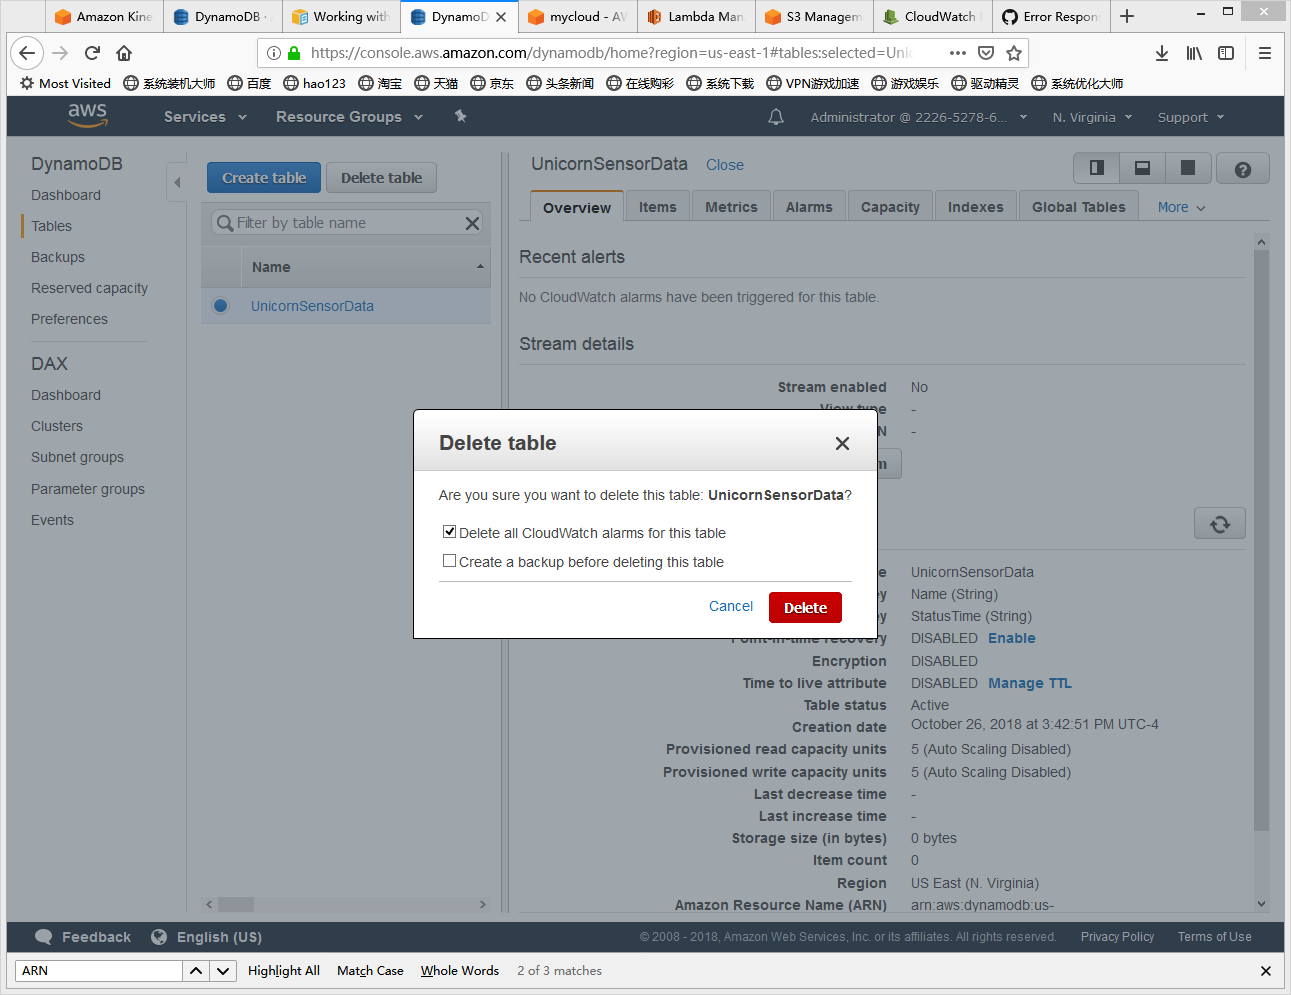 Amazon Kine
DynamoDB ·
Working with
DynamoD
mycloud - AV
Lambda Man
S3 Managem
CloudWatch
Error Respon
https://console.aws.amazon.com/dynamodb/home?region=us-east-1#tables:selected=Unic
Most Visited 系统装机大师 百度 hao123 淘宝 天猫 京东 头条新闻 在线购彩 系统下载 VPN游戏加速 游戏娱乐 驱动精灵 系统优化大师
aws Services Resource Groups Administrator @ 2226-5278-6... N. Virginia Support
DynamoDB
Dashboard
Tables
Backups
Reserved capacity
Preferences
DAX
Dashboard
Clusters
Subnet groups
Parameter groups
Events
Create table Delete table
Filter by table name
Name
UnicornSensorData
UnicornSensorData Close
Overview Items Metrics Alarms Capacity Indexes Global Tables More
Recent alerts
No CloudWatch alarms have been triggered for this table.
Stream details
Stream enabled No
View type -
N -
m
Delete table
Are you sure you want to delete this table: UnicornSensorData?
Delete all CloudWatch alarms for this table
Create a backup before deleting this table
Cancel Delete
e UnicornSensorData
ey Name (String)
ey StatusTime (String)
Point-in-time recovery DISABLED Enable
Encryption DISABLED
Time to live attribute DISABLED Manage TTL
Table status Active
Creation date October 26, 2018 at 3:42:51 PM UTC-4
Provisioned read capacity units 5 (Auto Scaling Disabled)
Provisioned write capacity units 5 (Auto Scaling Disabled)
Last decrease time -
Last increase time -
Storage size (in bytes) 0 bytes
Item count 0
Region US East (N. Virginia)
Amazon Resource Name (ARN) arn:aws:dynamodb:us-
Feedback English (US) © 2008 - 2018, Amazon Web Services, Inc. or its affiliates. All rights reserved. Privacy Policy Terms of Use
ARN Highlight All Match Case Whole Words 2 of 3 matches